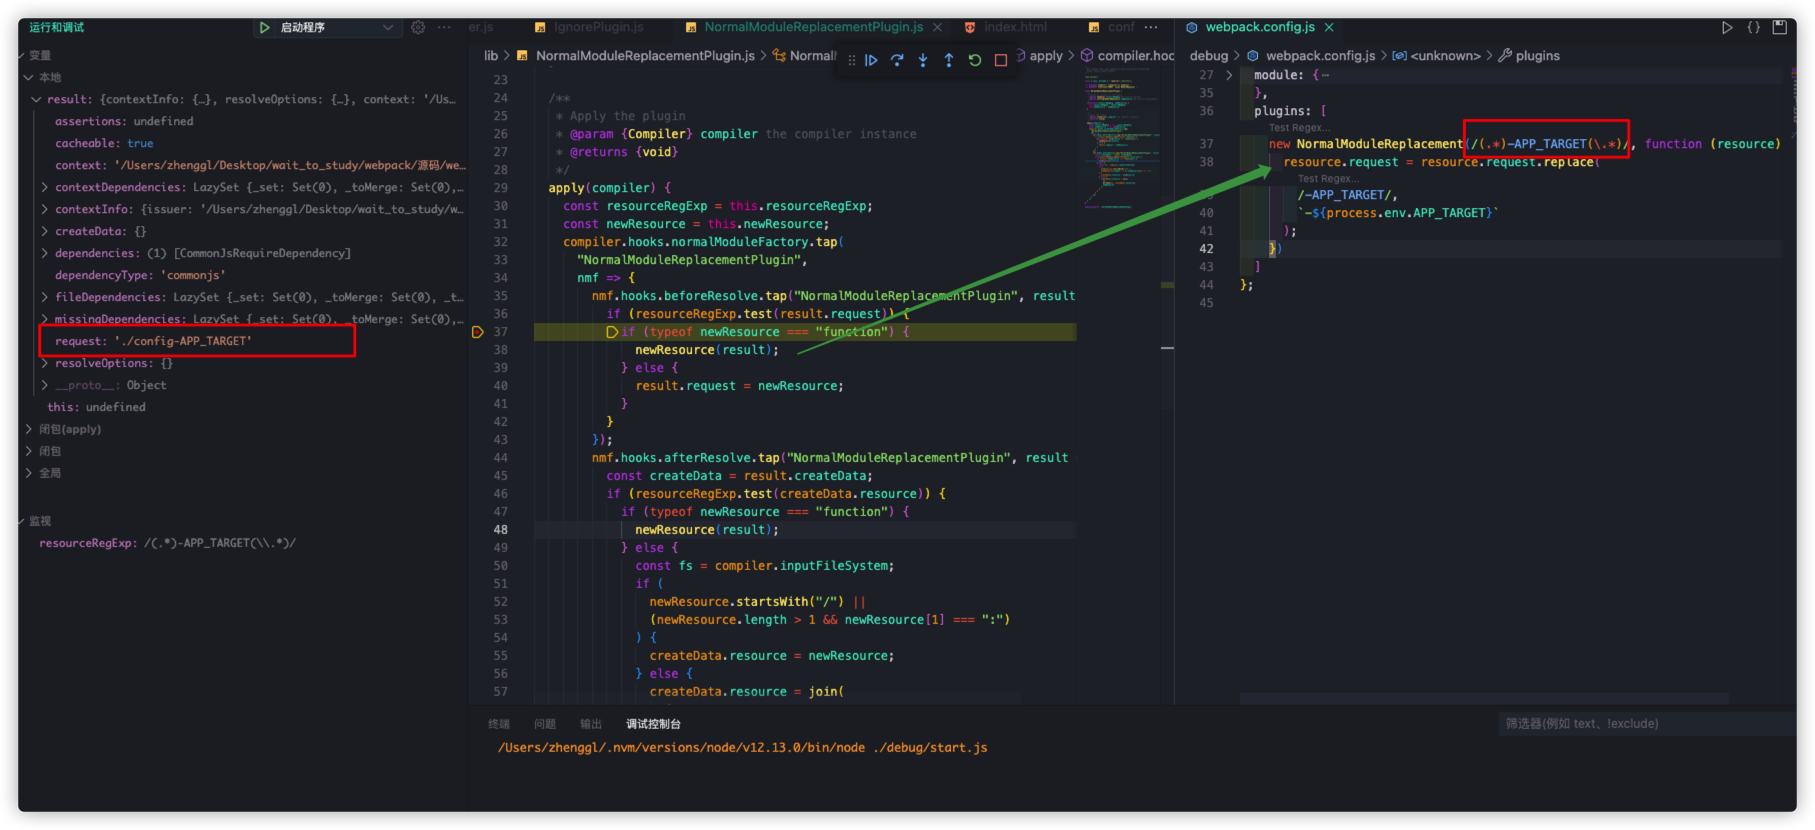 运行和调试
启动程序
变量
本地
result: {contextInfo: {…}, resolveOptions: {…}, context: '/Us…
assertions: undefined
cacheable: true
context: '/Users/zhenggl/Desktop/wait_to_study/webpack/源码/we…
contextDependencies: LazySet {_set: Set(0), _toMerge: Set(0),…
contextInfo: {issuer: '/Users/zhenggl/Desktop/wait_to_study/w…
createData: {}
dependencies: (1) [CommonJsRequireDependency]
dependencyType: 'commonjs'
fileDependencies: LazySet {_set: Set(0), _toMerge: Set(0), _t…
missingDependencies: LazySet {_set: Set(0), _toMerge: Set(0),…
request: './config-APP_TARGET'
resolveOptions: {}
__proto__: Object
this: undefined
闭包(apply)
闭包
全局
监视
resourceRegExp: /(.*)-APP_TARGET(\\.*)/
er.js IgnorePlugin.js NormalModuleReplacementPlugin.js index.html conf
lib > NormalModuleReplacementPlugin.js > Normal apply > compiler.hoc
23
24 /**
25 * Apply the plugin
26 * @param {Compiler} compiler the compiler instance
27 * @returns {void}
28 */
29 apply(compiler) {
30 const resourceRegExp = this.resourceRegExp;
31 const newResource = this.newResource;
32 compiler.hooks.normalModuleFactory.tap(
33 "NormalModuleReplacementPlugin",
34 nmf => {
35 nmf.hooks.beforeResolve.tap("NormalModuleReplacementPlugin", result
36 if (resourceRegExp.test(result.request)) {
37 if (typeof newResource === "function") {
38 newResource(result);
39 } else {
40 result.request = newResource;
41 }
42 }
43 });
44 nmf.hooks.afterResolve.tap("NormalModuleReplacementPlugin", result
45 const createData = result.createData;
46 if (resourceRegExp.test(createData.resource)) {
47 if (typeof newResource === "function") {
48 newResource(result);
49 } else {
50 const fs = compiler.inputFileSystem;
51 if (
52 newResource.startsWith("/") ||
53 (newResource.length > 1 && newResource[1] === ":")
54 ) {
55 createData.resource = newResource;
56 } else {
57 createData.resource = join(
webpack.config.js
debug > webpack.config.js > <unknown> > plugins
27 module: {…
35 },
36 plugins: [
Test Regex...
37 new NormalModuleReplacement(/(.*)-APP_TARGET(\.*)/, function (resource)
38 resource.request = resource.request.replace(
Test Regex...
/-APP_TARGET/,
40 `-${process.env.APP_TARGET}`
41 );
42 })
43 ]
44 };
45
终端 问题 输出 调试控制台
筛选器(例如 text、!exclude)
/Users/zhenggl/.nvm/versions/node/v12.13.0/bin/node ./debug/start.js